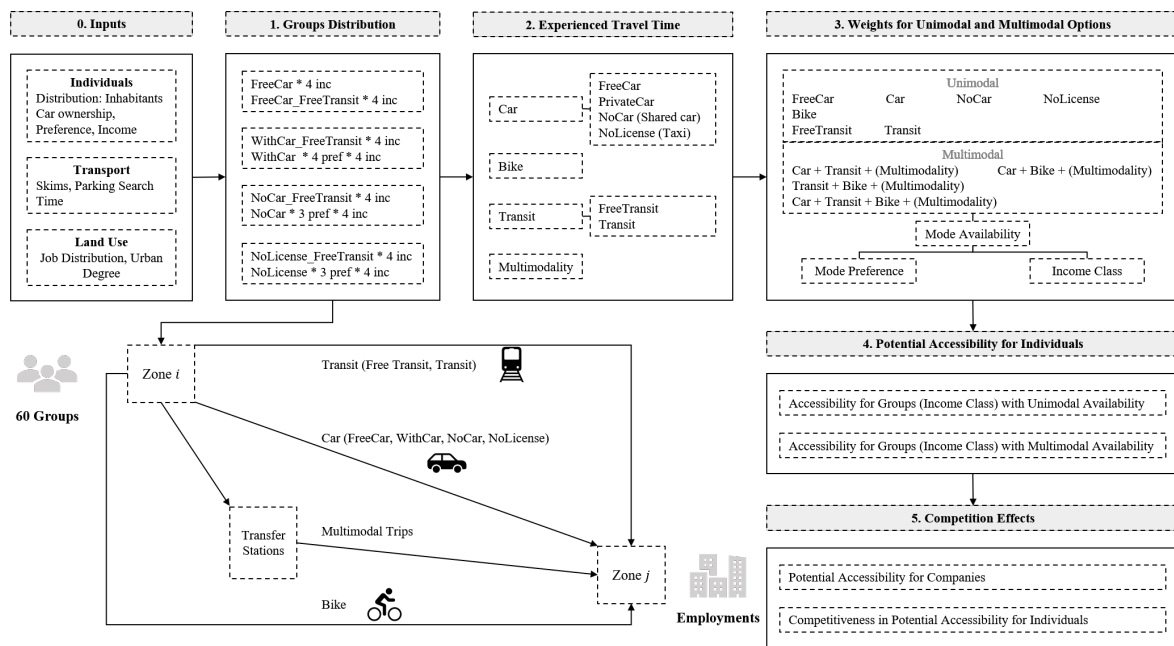 0. Inputs
Individuals
Distribution: Inhabitants
Car ownership,
Preference, Income
Transport
Skims, Parking Search
Time
Land Use
Job Distribution, Urban
Degree
1. Groups Distribution
FreeCar * 4 inc
FreeCar_FreeTransit * 4 inc
WithCar_FreeTransit * 4 inc
WithCar * 4 pref * 4 inc
NoCar_FreeTransit * 4 inc
NoCar * 3 pref * 4 inc
NoLicense_FreeTransit * 4 inc
NoLicense * 3 pref * 4 inc
2. Experienced Travel Time
Car
FreeCar
PrivateCar
NoCar (Shared car)
NoLicense (Taxi)
Bike
Transit
FreeTransit
Transit
Multimodality
3. Weights for Unimodal and Multimodal Options
Unimodal
FreeCar Car NoCar NoLicense
Bike
FreeTransit Transit
Multimodal
Car + Transit + (Multimodality) Car + Bike + (Multimodality)
Transit + Bike + (Multimodality)
Car + Transit + Bike + (Multimodality)
Mode Availability
Mode Preference
Income Class
60 Groups
Zone i
Transit (Free Transit, Transit)
Car (FreeCar, WithCar, NoCar, NoLicense)
Transfer
Stations
Multimodal Trips
Bike
Zone j
Employments
4. Potential Accessibility for Individuals
Accessibility for Groups (Income Class) with Unimodal Availability
Accessibility for Groups (Income Class) with Multimodal Availability
5. Competition Effects
Potential Accessibility for Companies
Competitiveness in Potential Accessibility for Individuals